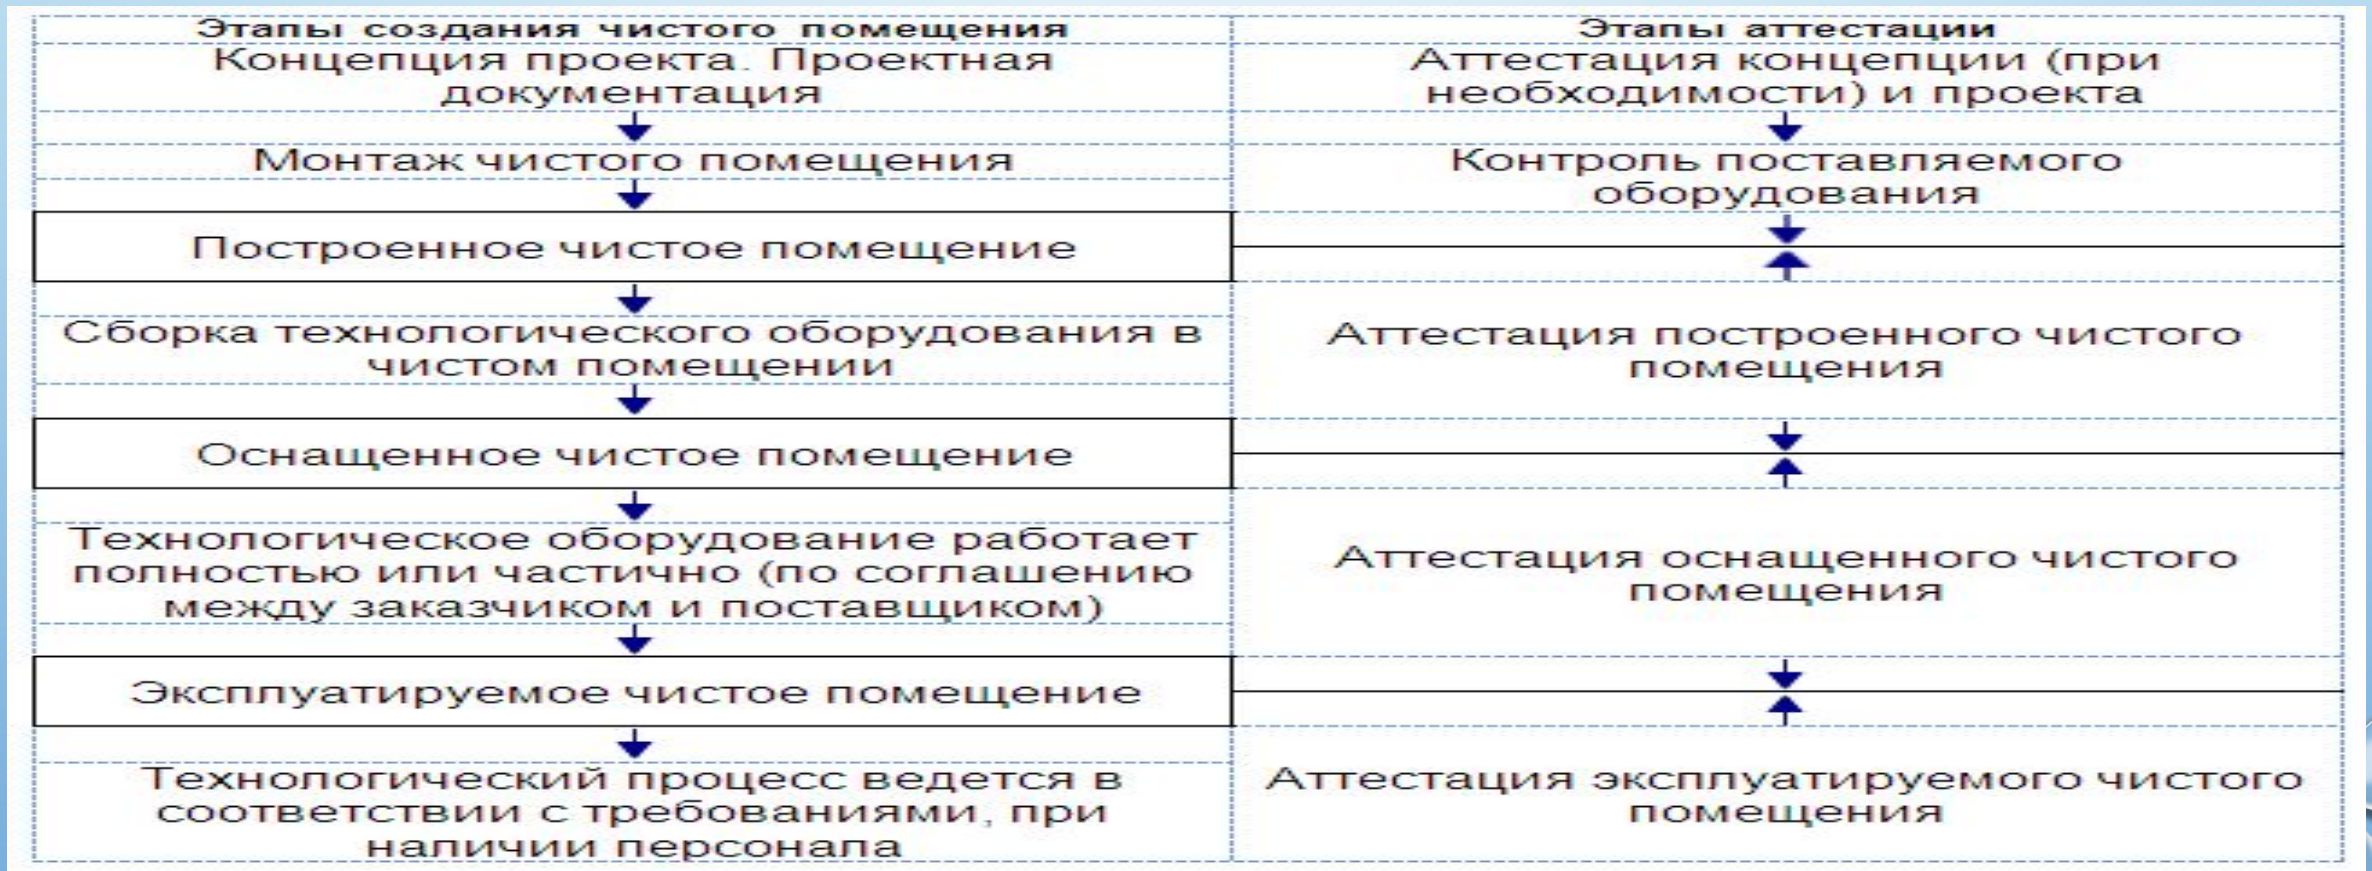 Этапы создания чистого помещения
Этапы аттестации
Концепция проекта. Проектная
документация
Аттестация концепции (при
необходимости) и проекта
Монтаж чистого помещения
Контроль поставляемого
оборудования
Построенное чистое помещение
Сборка технологического оборудования в
чистом помещении
Аттестация построенного чистого
помещения
Оснащенное чистое помещение
Технологическое оборудование работает
полностью или частично (по соглашению
между заказчиком и поставщиком)
Аттестация оснащенного чистого
помещения
Эксплуатируемое чистое помещение
Технологический процесс ведется в
соответствии с требованиями, при
наличии персонала
Аттестация эксплуатируемого чистого
помещения